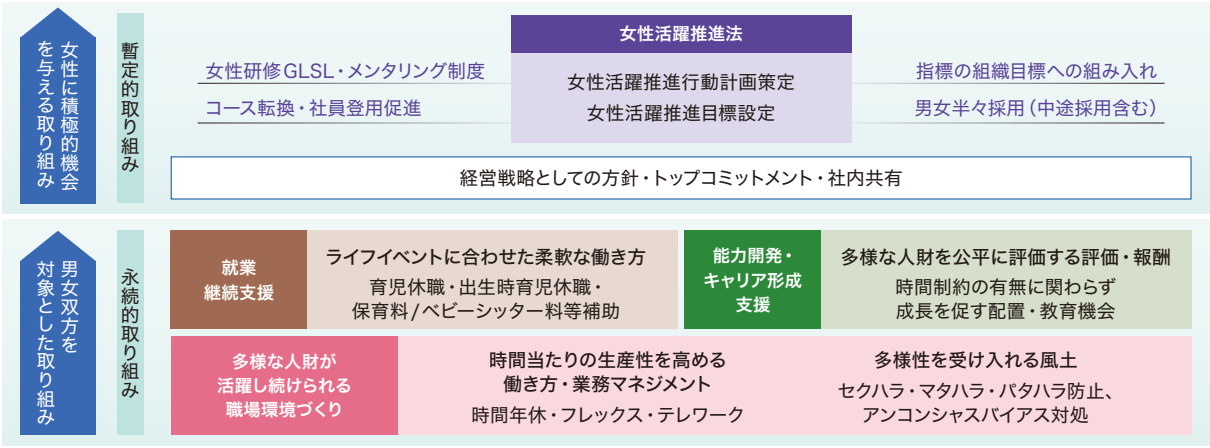 女性に積極的機会
を与える取り組み
暫定的取り組み
女性活躍推進法
女性研修GLSL・メンタリング制度
コース転換・社員登用促進
女性活躍推進行動計画策定
女性活躍推進目標設定
指標の組織目標への組み入れ
男女半々採用（中途採用含む）
経営戦略としての方針・トップコミットメント・社内共有
男女双方を
対象とした取り組み
永続的取り組み
就業
継続支援
ライフイベントに合わせた柔軟な働き方
育児休職・出生時育児休職・
保育料/ベビーシッター料等補助
能力開発・
キャリア形成
支援
多様な人財を公平に評価する評価・報酬
時間制約の有無に関わらず
成長を促す配置・教育機会
多様な人財が
活躍し続けられる
職場環境づくり
時間当たりの生産性を高める
働き方・業務マネジメント
時間年休・フレックス・テレワーク
多様性を受け入れる風土
セクハラ・マタハラ・パタハラ防止、
アンコンシャスバイアス対処